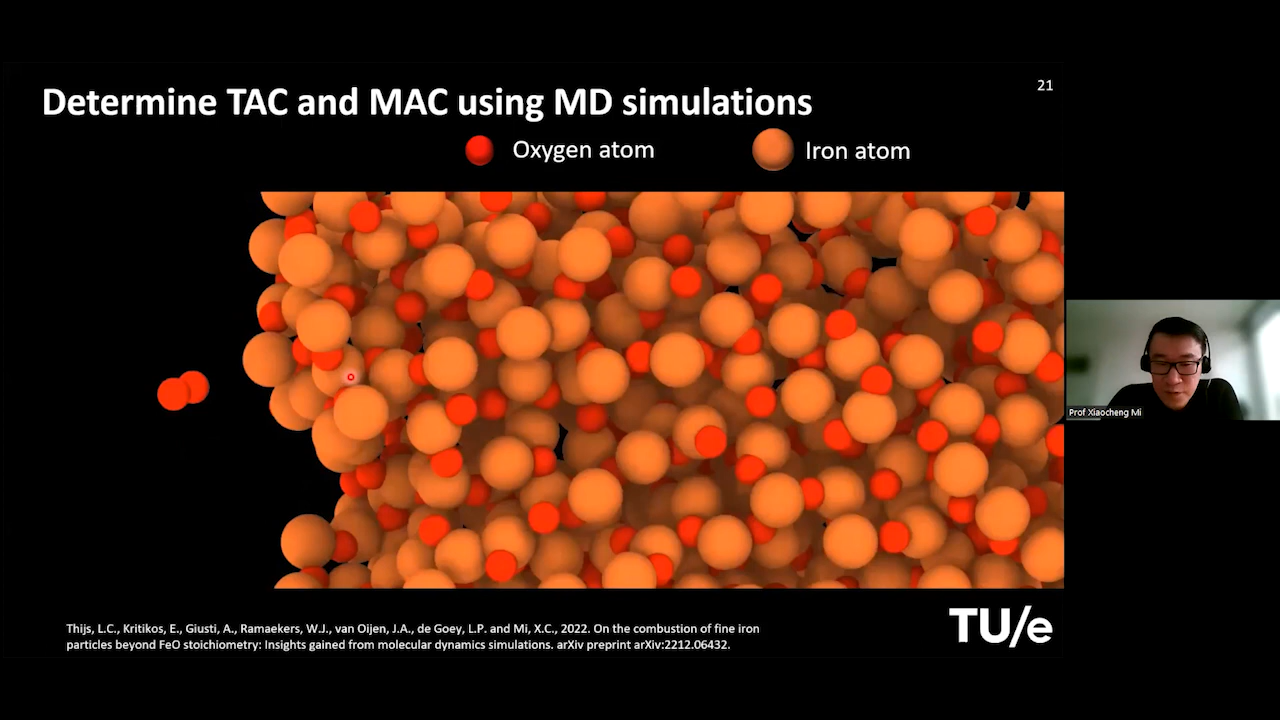 21
Determine TAC and MAC using MD simulations
Oxygen atom
Iron atom
Prof Xiaocheng Mi
Thijs, L.C., Kritikos, E., Giusti, A., Ramaekers, W.J., van Oijen, J.A., de Goey, L.P. and Mi, X.C., 2022. On the combustion of fine iron
particles beyond FeO stoichiometry: Insights gained from molecular dynamics simulations. arXiv preprint arXiv:2212.06432.
TU/e